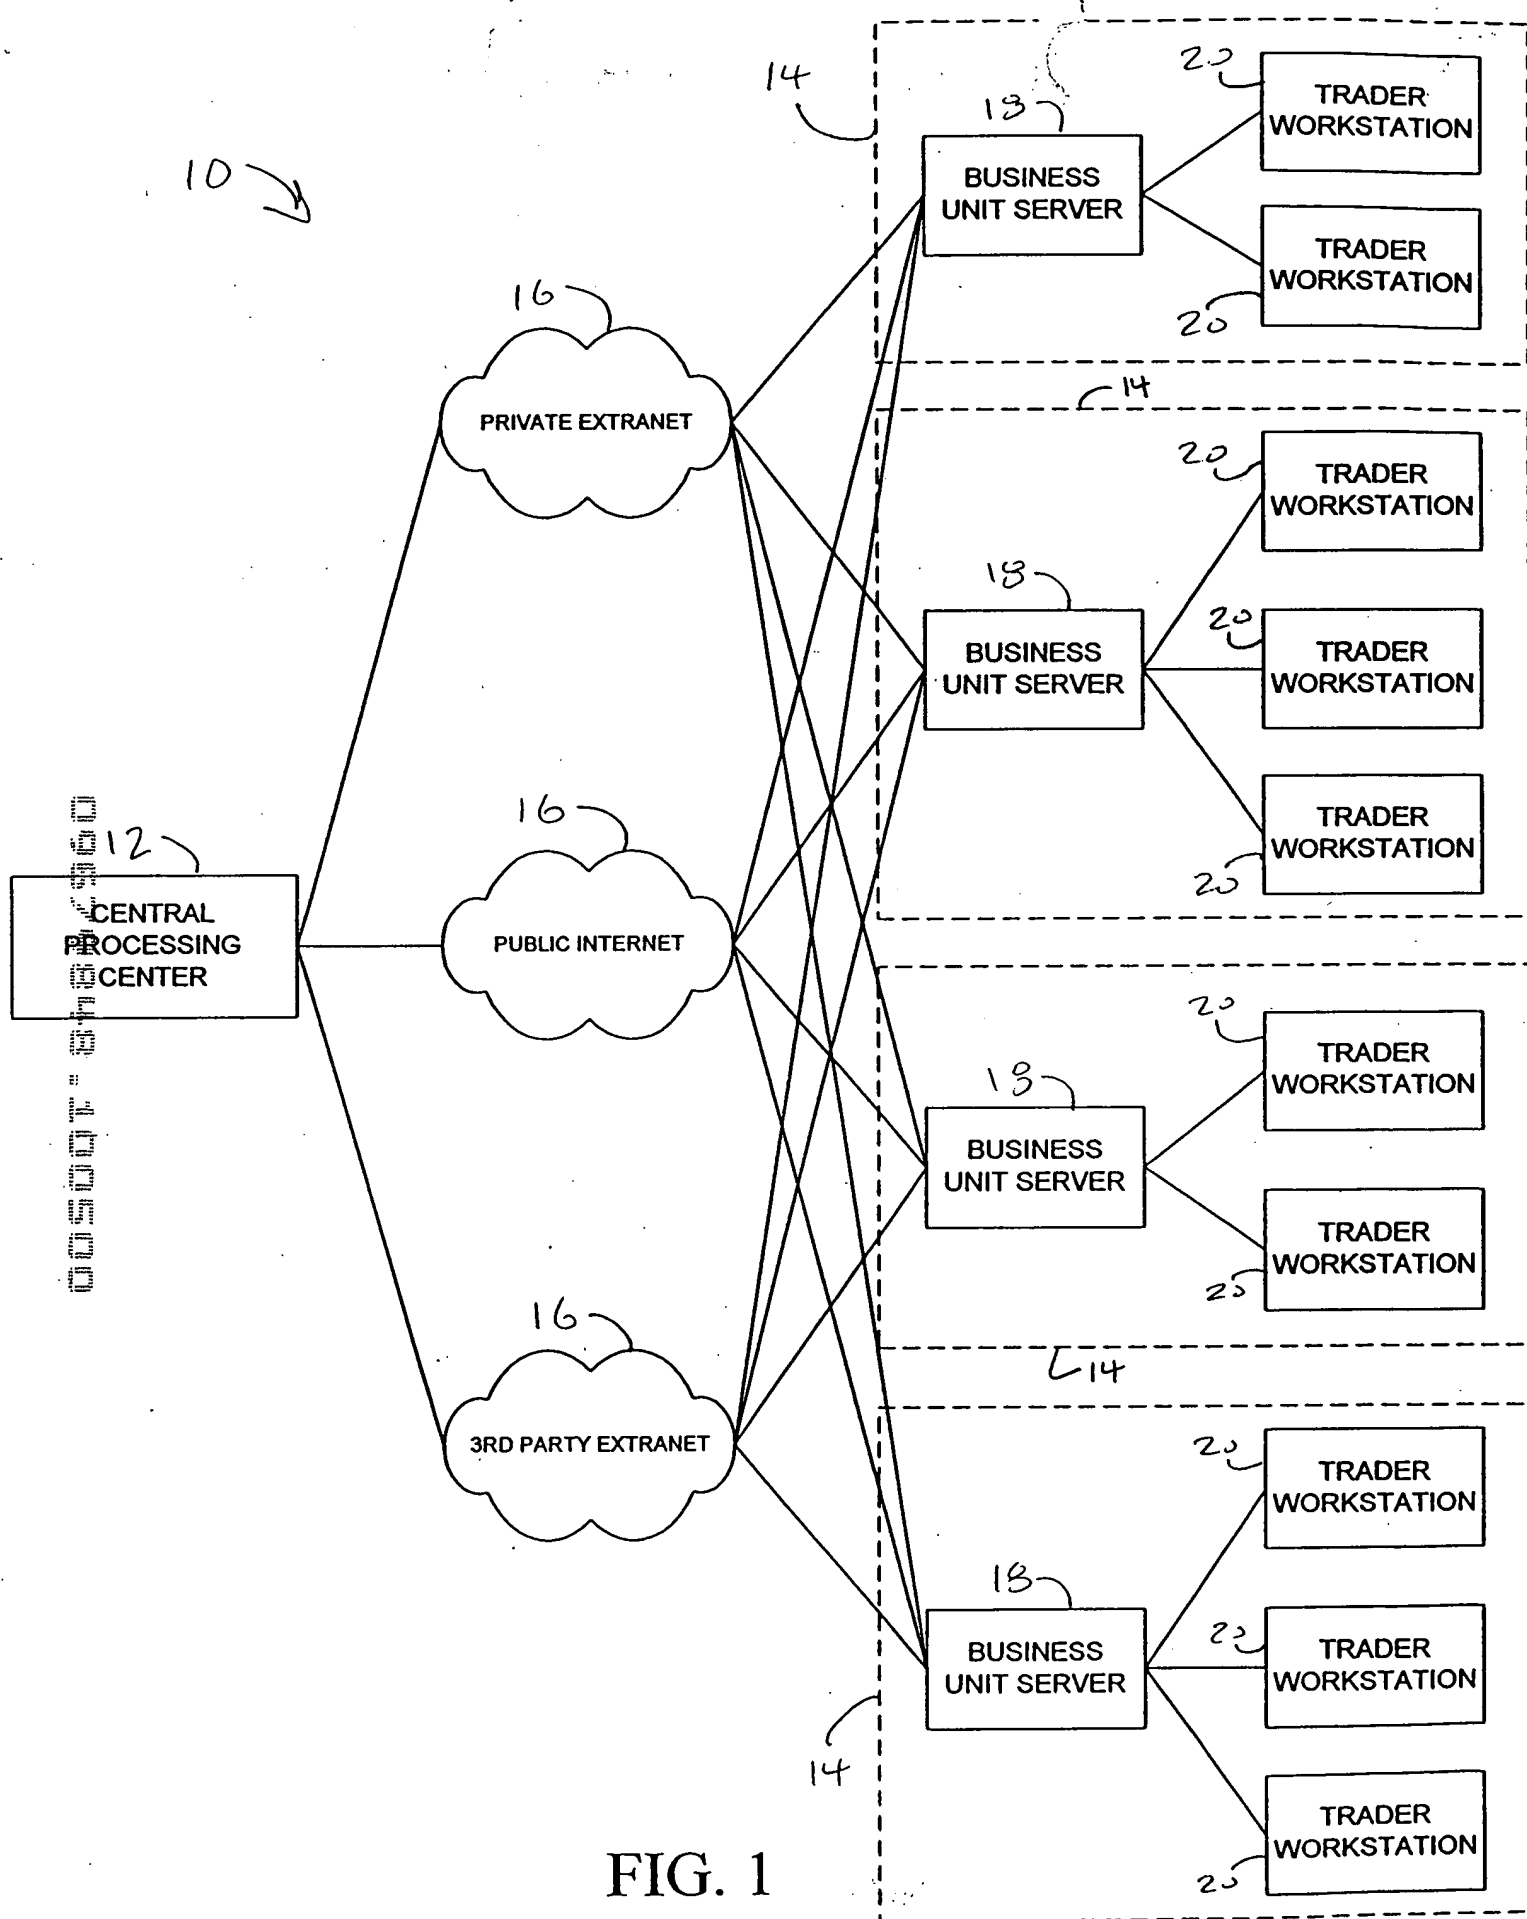 10
14
18
20
TRADER
WORKSTATION
BUSINESS
UNIT SERVER
TRADER
WORKSTATION
20
16
PRIVATE EXTRANET
14
20
TRADER
WORKSTATION
18
BUSINESS
UNIT SERVER
20
TRADER
WORKSTATION
TRADER
WORKSTATION
20
12
CENTRAL
PROCESSING
CENTER
16
PUBLIC INTERNET
20
TRADER
WORKSTATION
18
BUSINESS
UNIT SERVER
TRADER
WORKSTATION
20
14
16
3RD PARTY EXTRANET
20
TRADER
WORKSTATION
18
BUSINESS
UNIT SERVER
20
TRADER
WORKSTATION
14
TRADER
WORKSTATION
20
FIG. 1